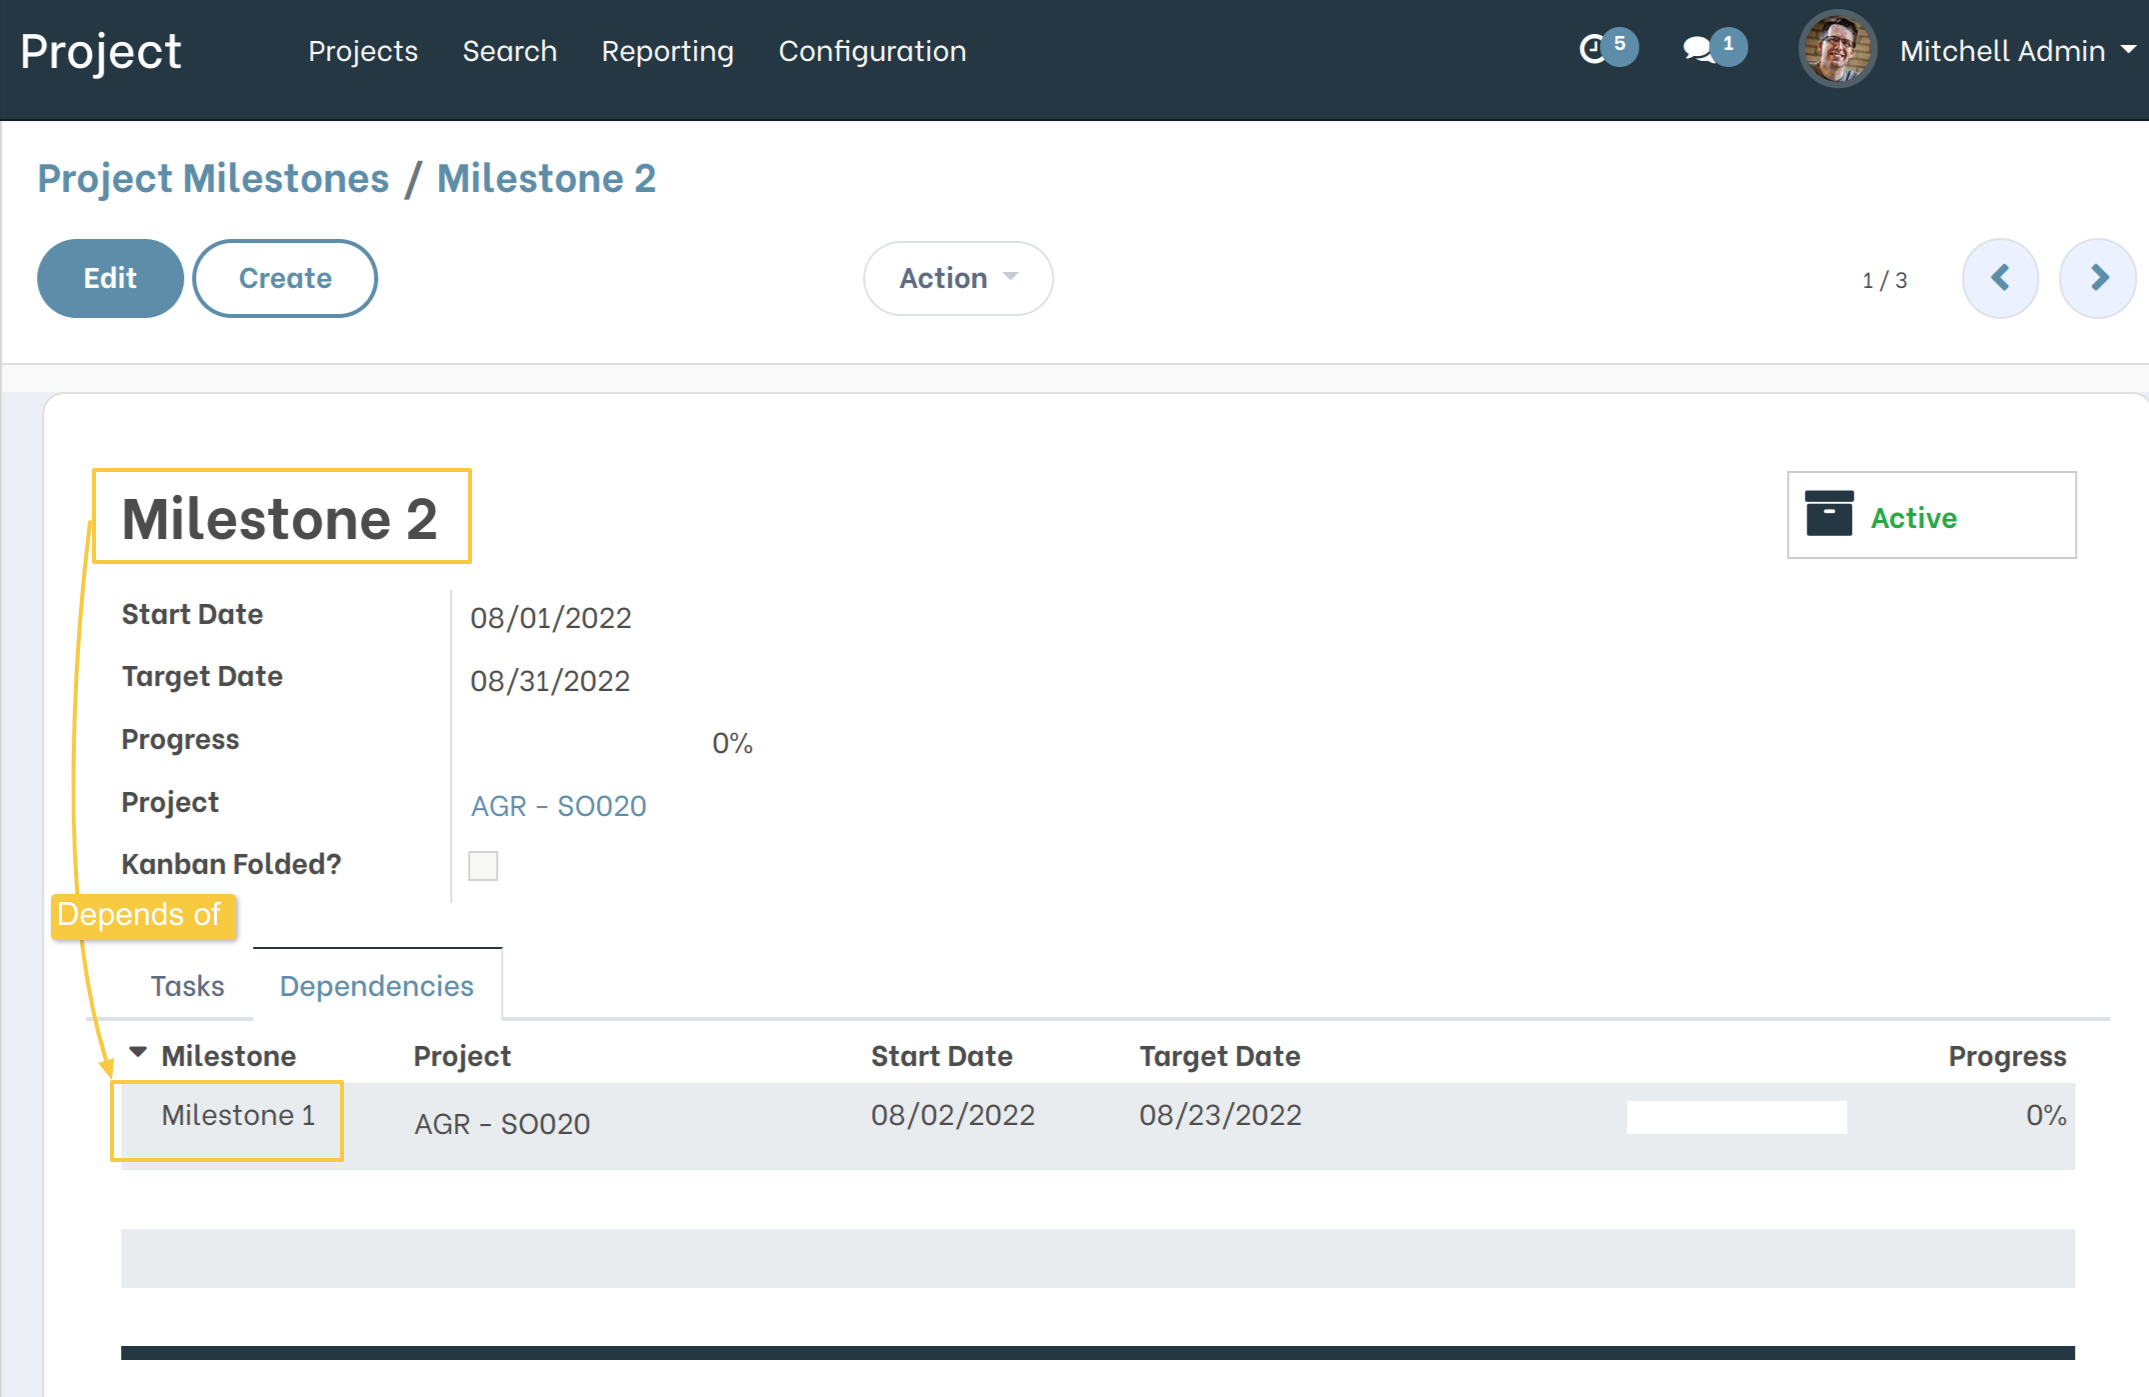 Project Projects Search Reporting Configuration 5 1 Mitchell Admin
Project Milestones / Milestone 2
Edit Create Action 1 / 3
Milestone 2 Active
Start Date 08/01/2022
Target Date 08/31/2022
Progress 0%
Project AGR - SO020
Kanban Folded?
Depends of
Tasks Dependencies
Milestone Project Start Date Target Date Progress
Milestone 1 AGR - SO020 08/02/2022 08/23/2022 0%